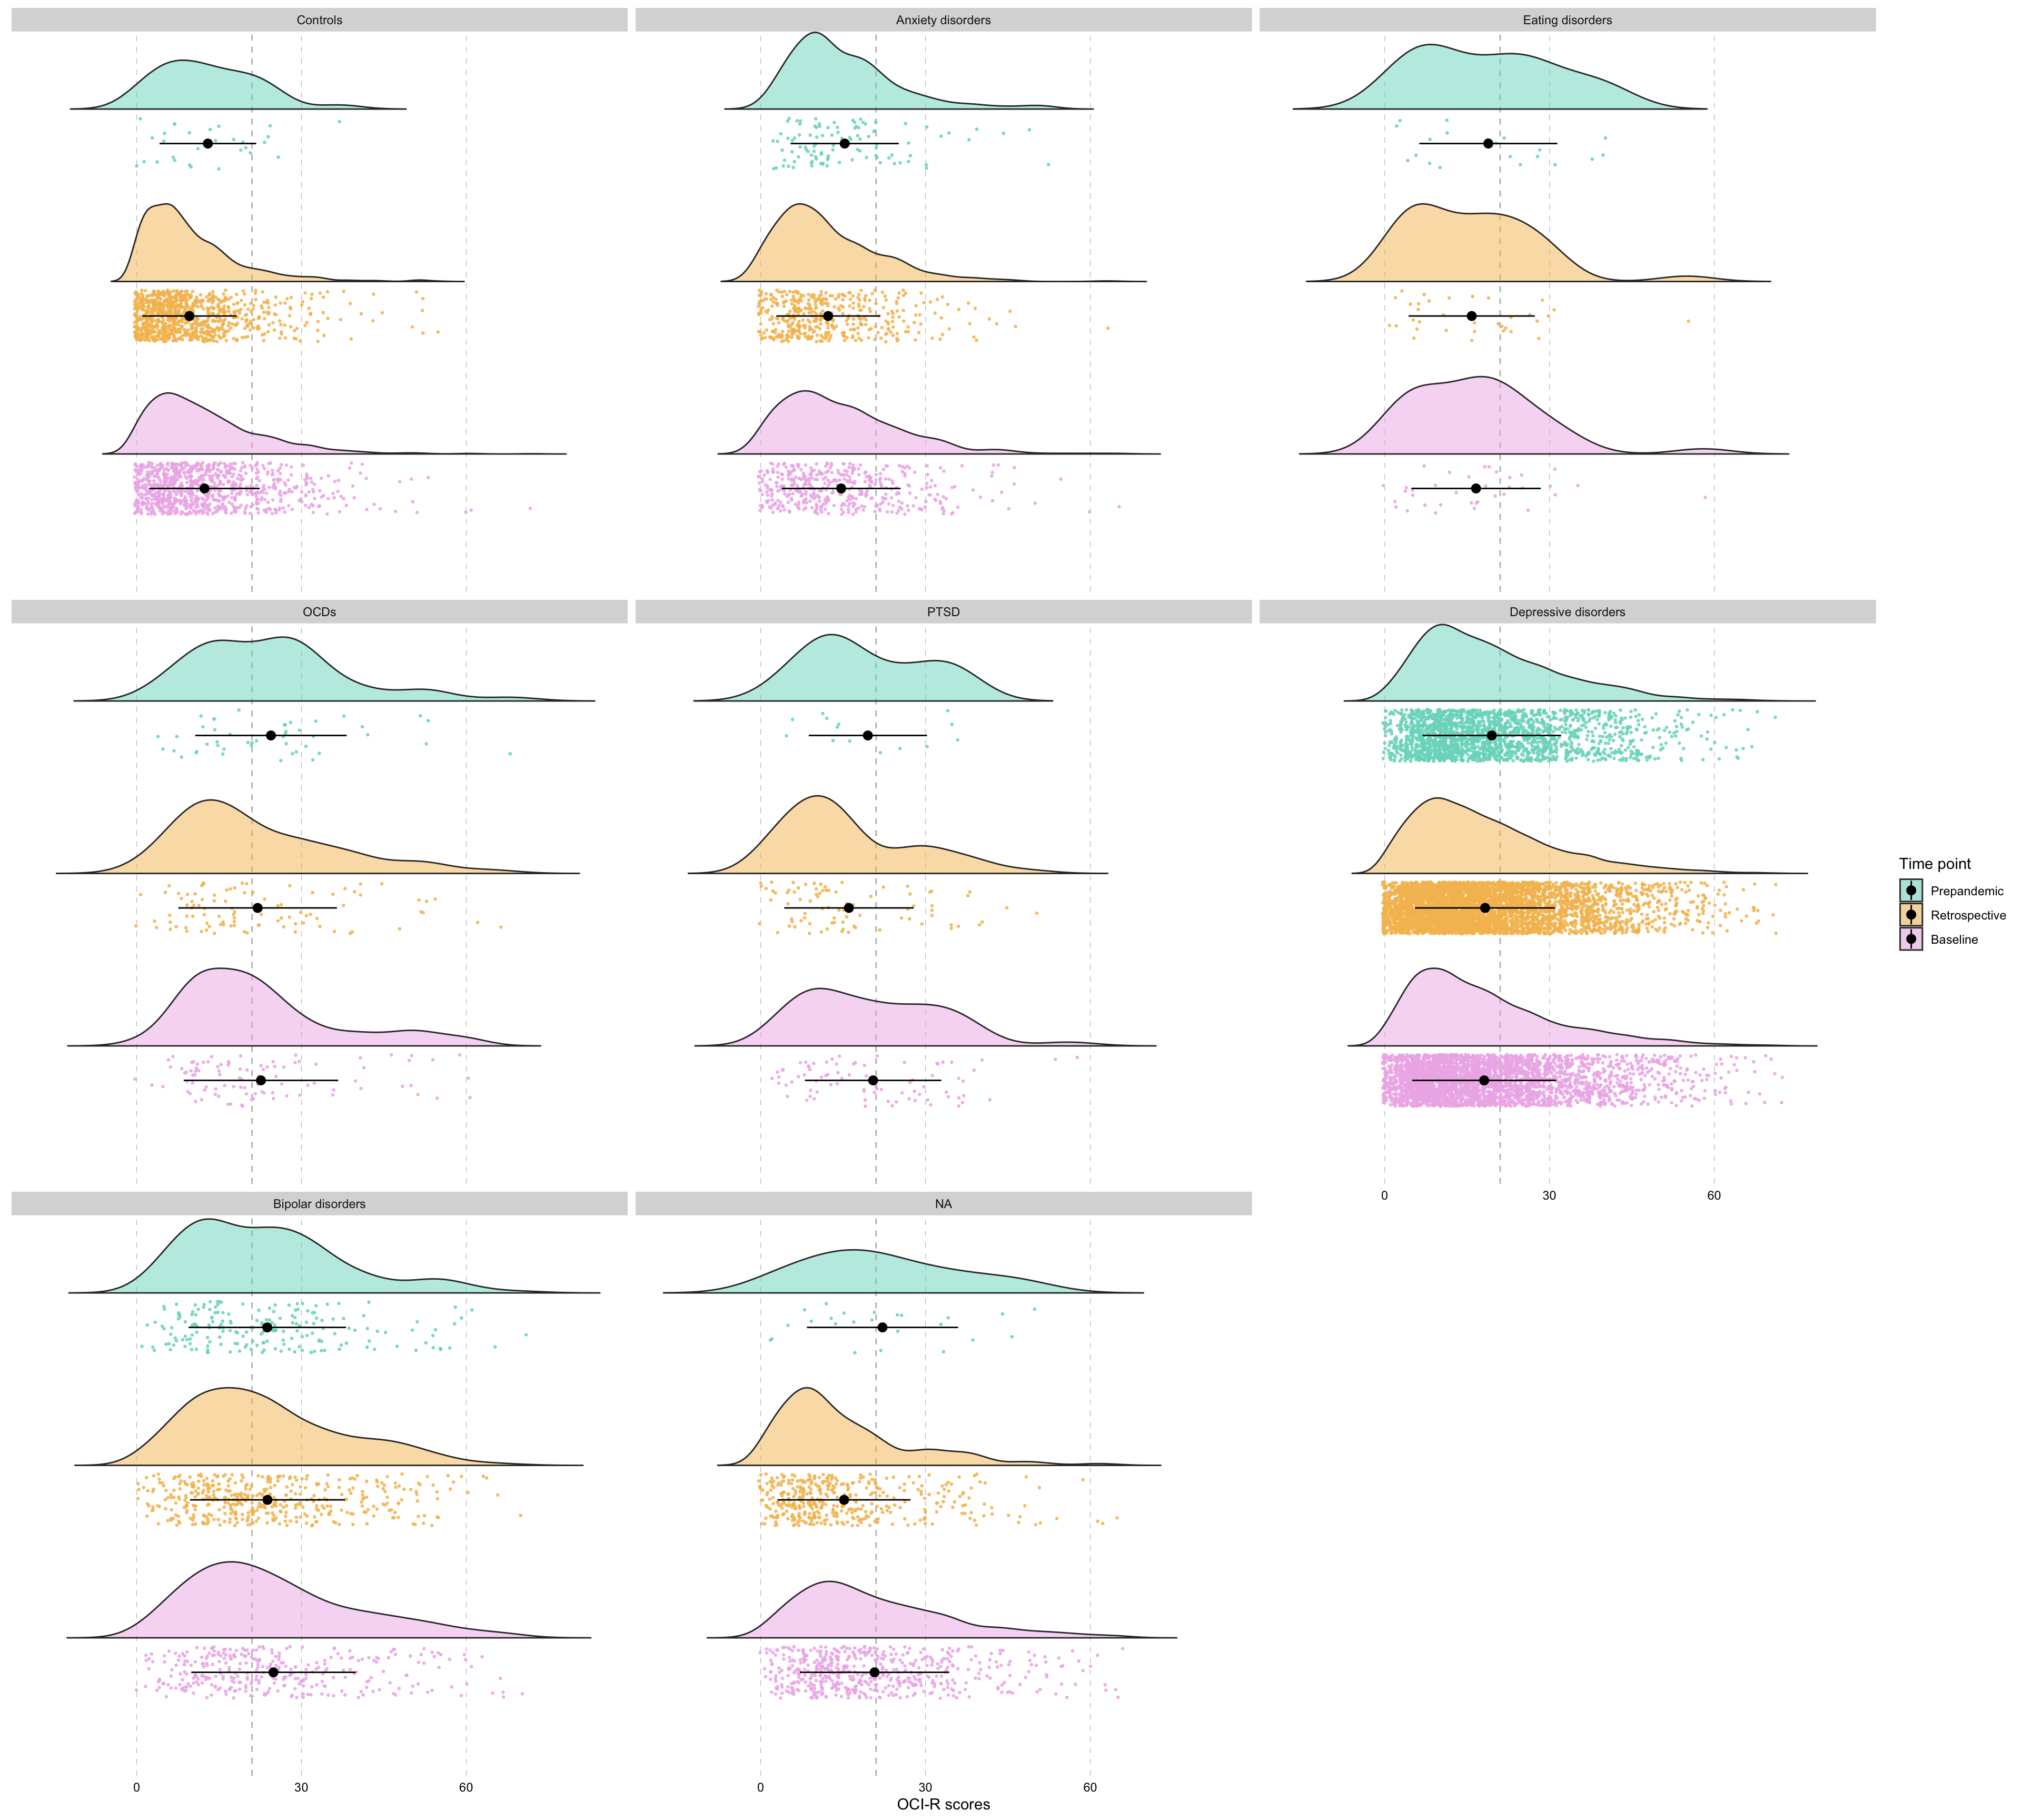 Controls
Anxiety disorders
Eating disorders
OCDs
PTSD
Depressive disorders
Time point
Prepandemic
Retrospective
Baseline
0 30 60
Bipolar disorders
NA
0 30 60
0 30 60
OCI-R scores